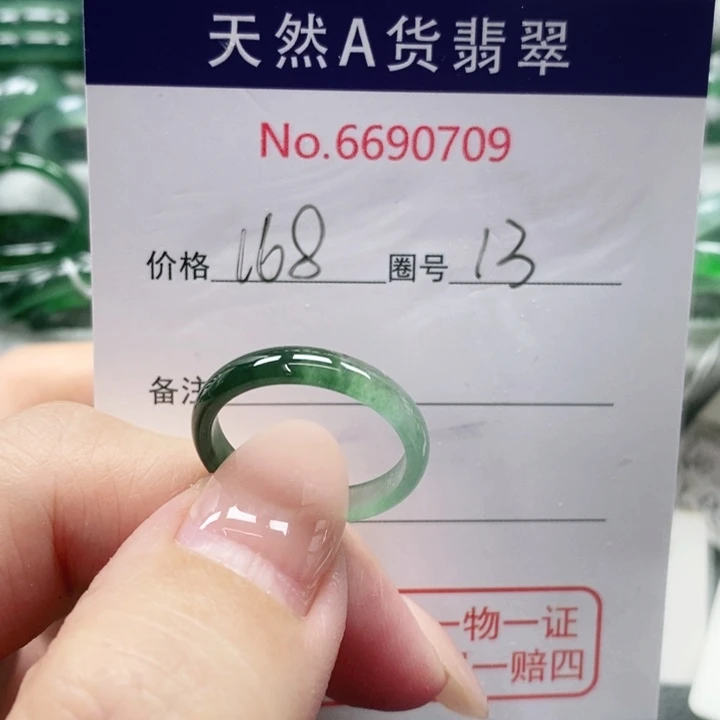 天然A货翡翠
No.6690709
价格 168 圈号 13
备注
一物一证
一赔四